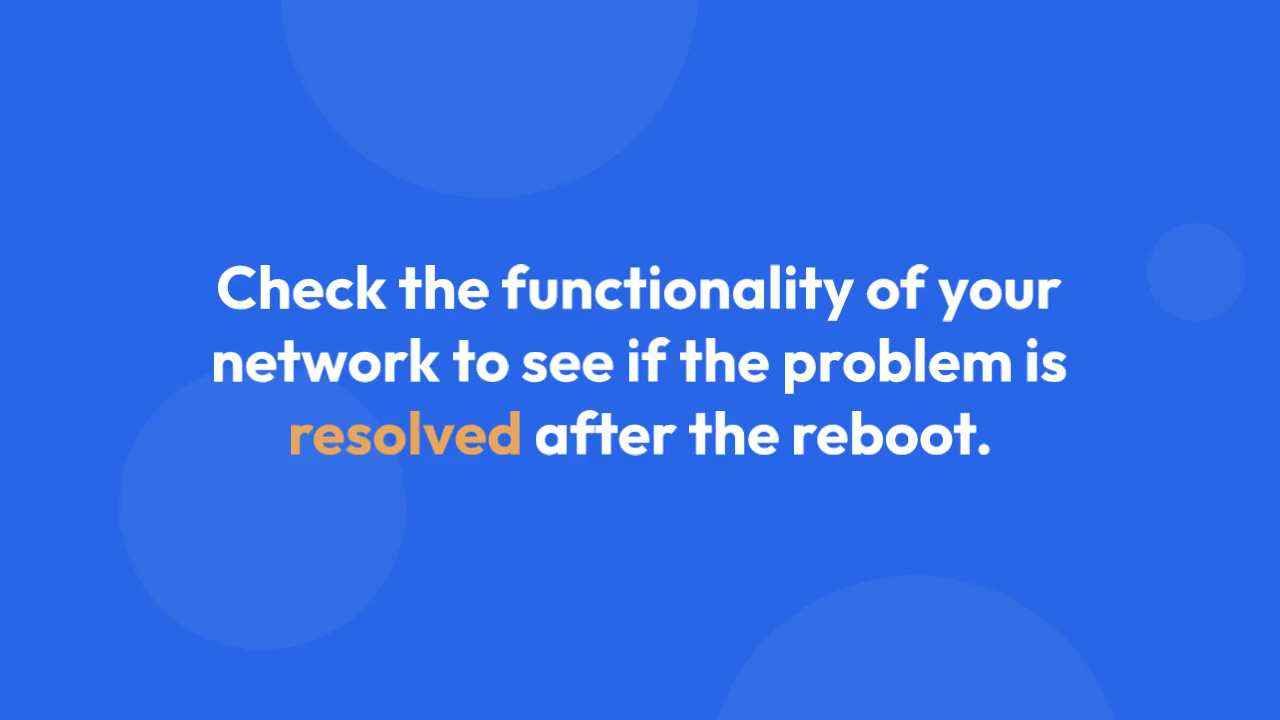 Check the functionality of your
network to see if the problem is
resolved after the reboot.